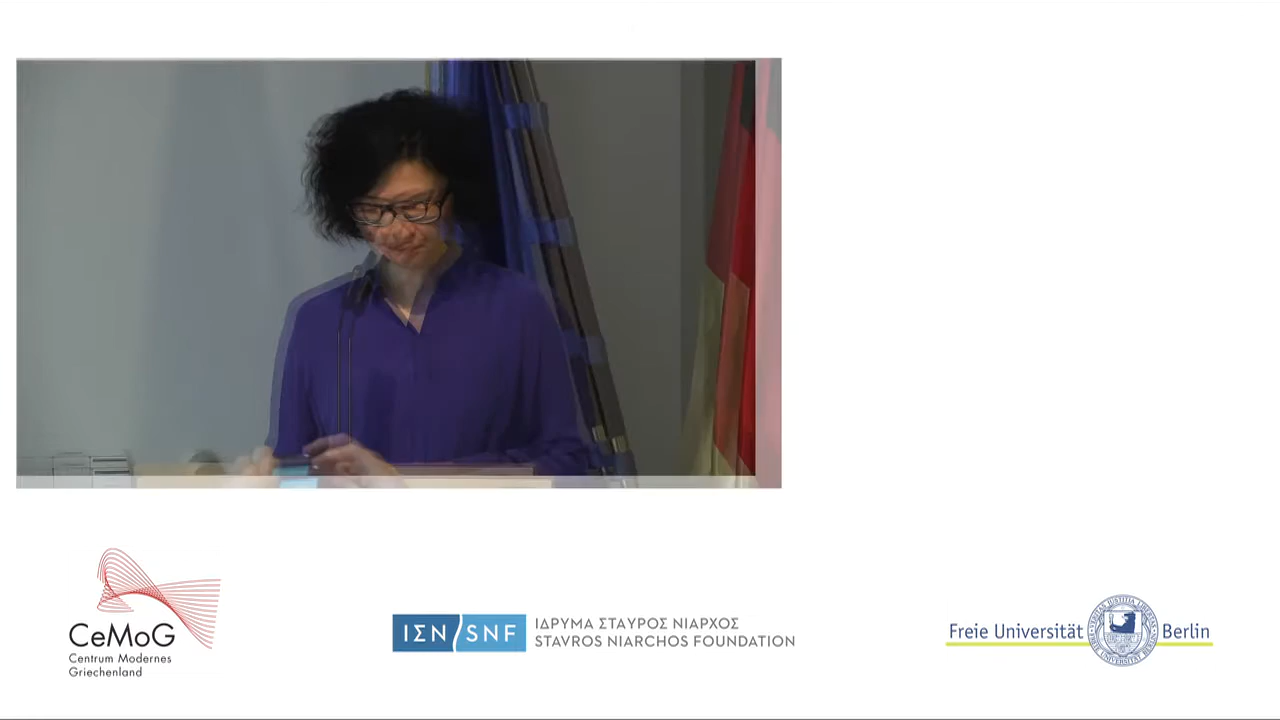 CeMoG
Centrum Modernes
Griechenland
ΙΣΝ/SNF
ΙΔΡΥΜΑ ΣΤΑΥΡΟΣ ΝΙΑΡΧΟΣ
STAVROS NIARCHOS FOUNDATION
Freie Universität Berlin